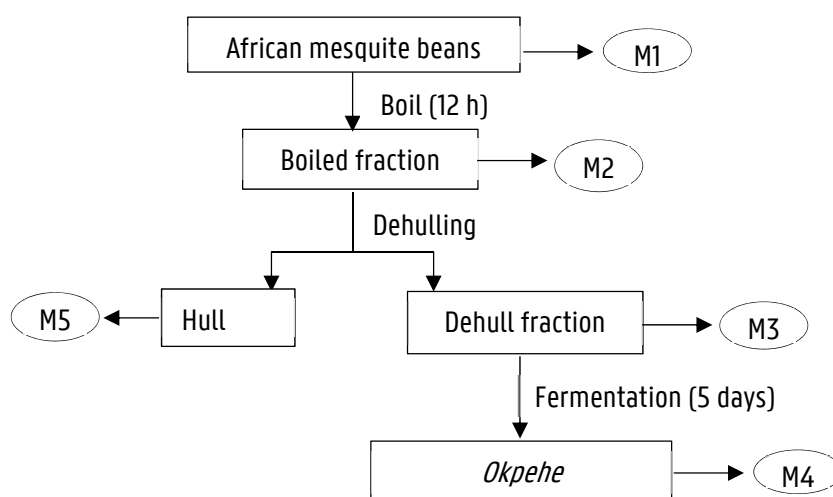 African mesquite beans
M1
Boil (12 h)
Boiled fraction
M2
Dehulling
M5
Hull
Dehull fraction
M3
Fermentation (5 days)
Okpehe
M4